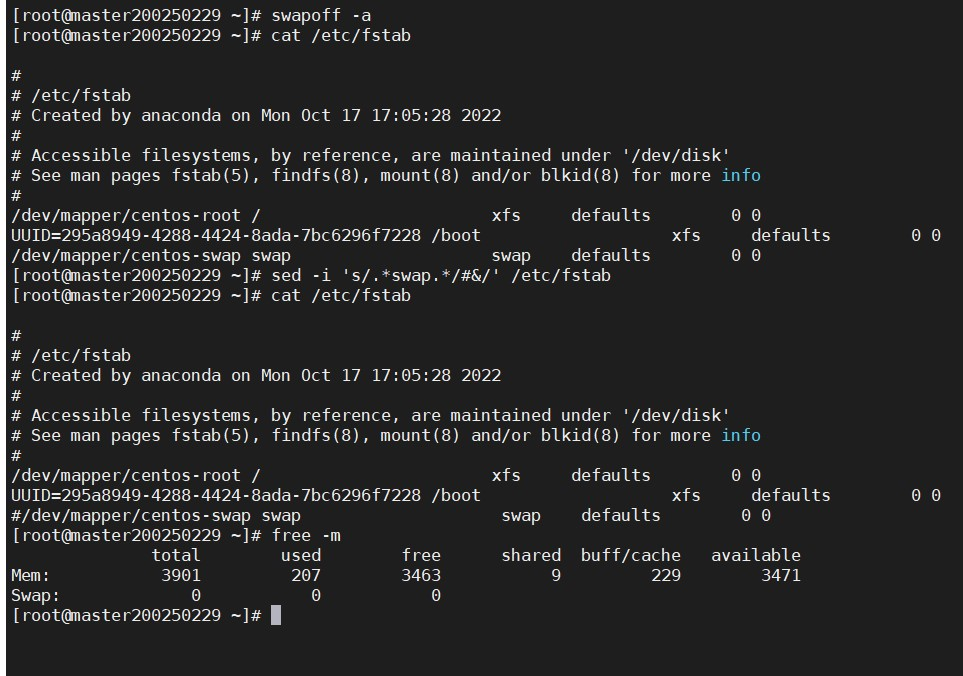 [root@master200250229 ~]# swapoff -a
[root@master200250229 ~]# cat /etc/fstab
#
# /etc/fstab
# Created by anaconda on Mon Oct 17 17:05:28 2022
#
# Accessible filesystems, by reference, are maintained under '/dev/disk'
# See man pages fstab(5), findfs(8), mount(8) and/or blkid(8) for more info
#
/dev/mapper/centos-root /                       xfs     defaults        0 0
UUID=295a8949-4288-4424-8ada-7bc6296f7228 /boot                   xfs     defaults        0 0
/dev/mapper/centos-swap swap                    swap    defaults        0 0
[root@master200250229 ~]# sed -i 's/.*swap.*/#&/' /etc/fstab
[root@master200250229 ~]# cat /etc/fstab
#
# /etc/fstab
# Created by anaconda on Mon Oct 17 17:05:28 2022
#
# Accessible filesystems, by reference, are maintained under '/dev/disk'
# See man pages fstab(5), findfs(8), mount(8) and/or blkid(8) for more info
#
/dev/mapper/centos-root /                       xfs     defaults        0 0
UUID=295a8949-4288-4424-8ada-7bc6296f7228 /boot                   xfs     defaults        0 0
#/dev/mapper/centos-swap swap                    swap    defaults        0 0
[root@master200250229 ~]# free -m
              total        used        free      shared  buff/cache   available
Mem:           3901         207        3463           9         229        3471
Swap:             0           0           0
[root@master200250229 ~]#